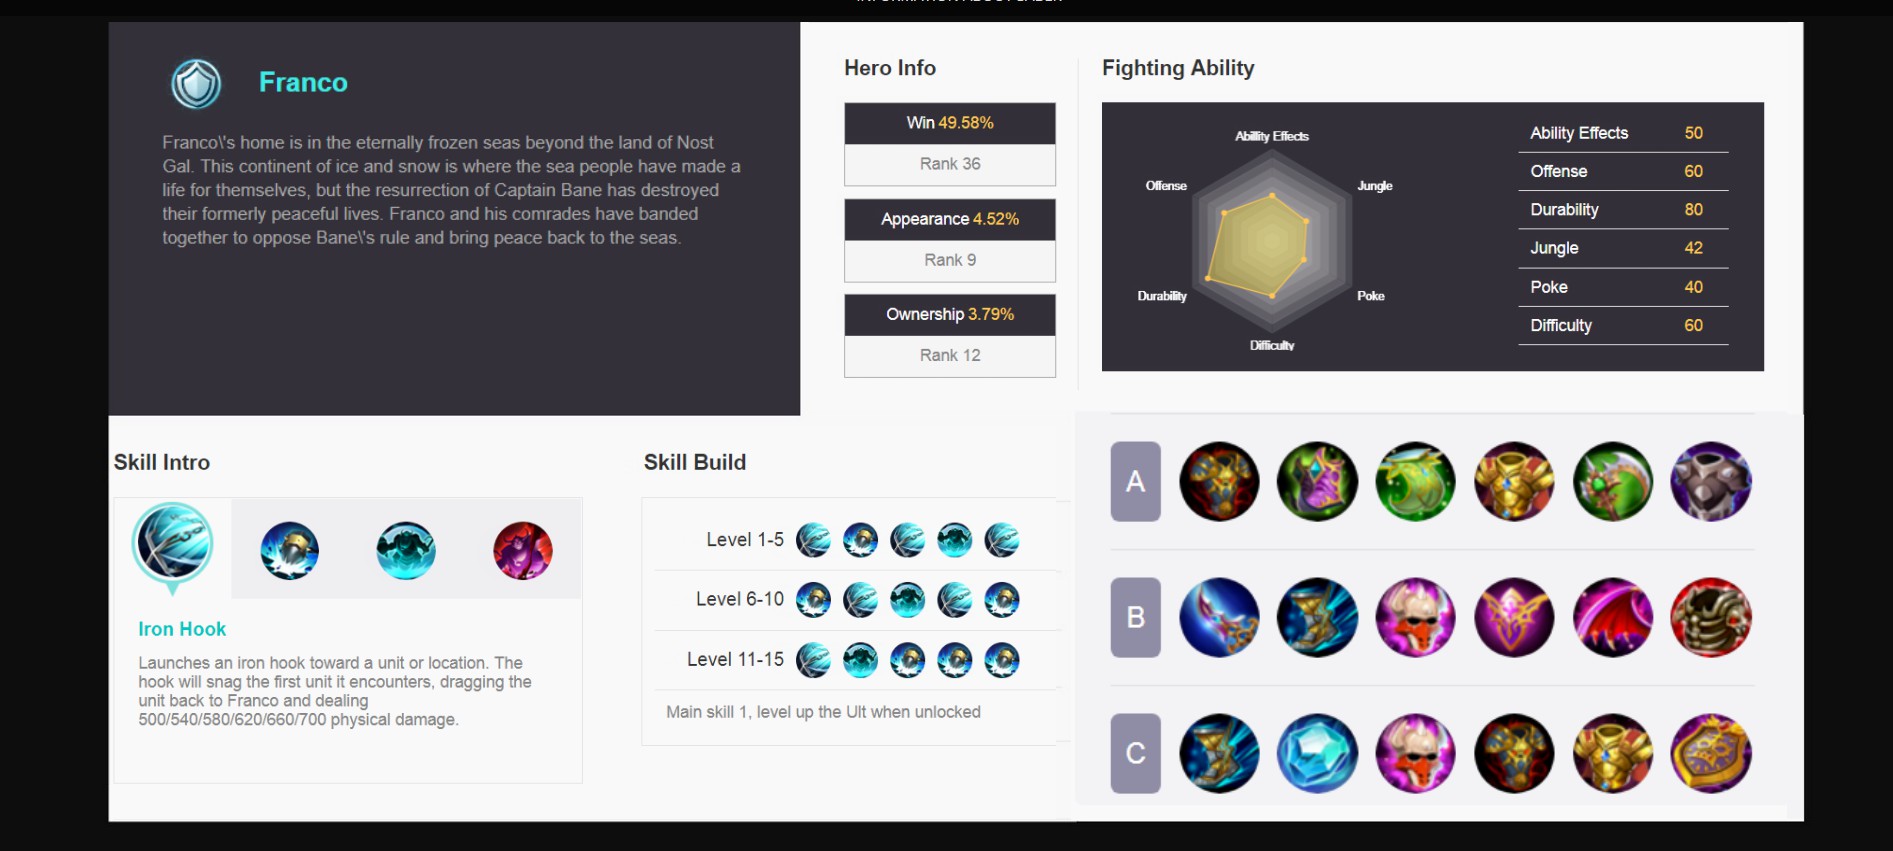 Franco
Franco\'s home is in the eternally frozen seas beyond the land of Nost
Gal. This continent of ice and snow is where the sea people have made a
life for themselves, but the resurrection of Captain Bane has destroyed
their formerly peaceful lives. Franco and his comrades have banded
together to oppose Bane\'s rule and bring peace back to the seas.
Hero Info
Win 49.58%
Rank 36
Appearance 4.52%
Rank 9
Ownership 3.79%
Rank 12
Fighting Ability
Ability Effects
Offense
Jungle
Durability
Poke
Difficulty
Ability Effects 50
Offense 60
Durability 80
Jungle 42
Poke 40
Difficulty 60
Skill Intro
Iron Hook
Launches an iron hook toward a unit or location. The
hook will snag the first unit it encounters, dragging the
unit back to Franco and dealing
500/540/580/620/660/700 physical damage.
Skill Build
Level 1-5
Level 6-10
Level 11-15
Main skill 1, level up the Ult when unlocked
A
B
C